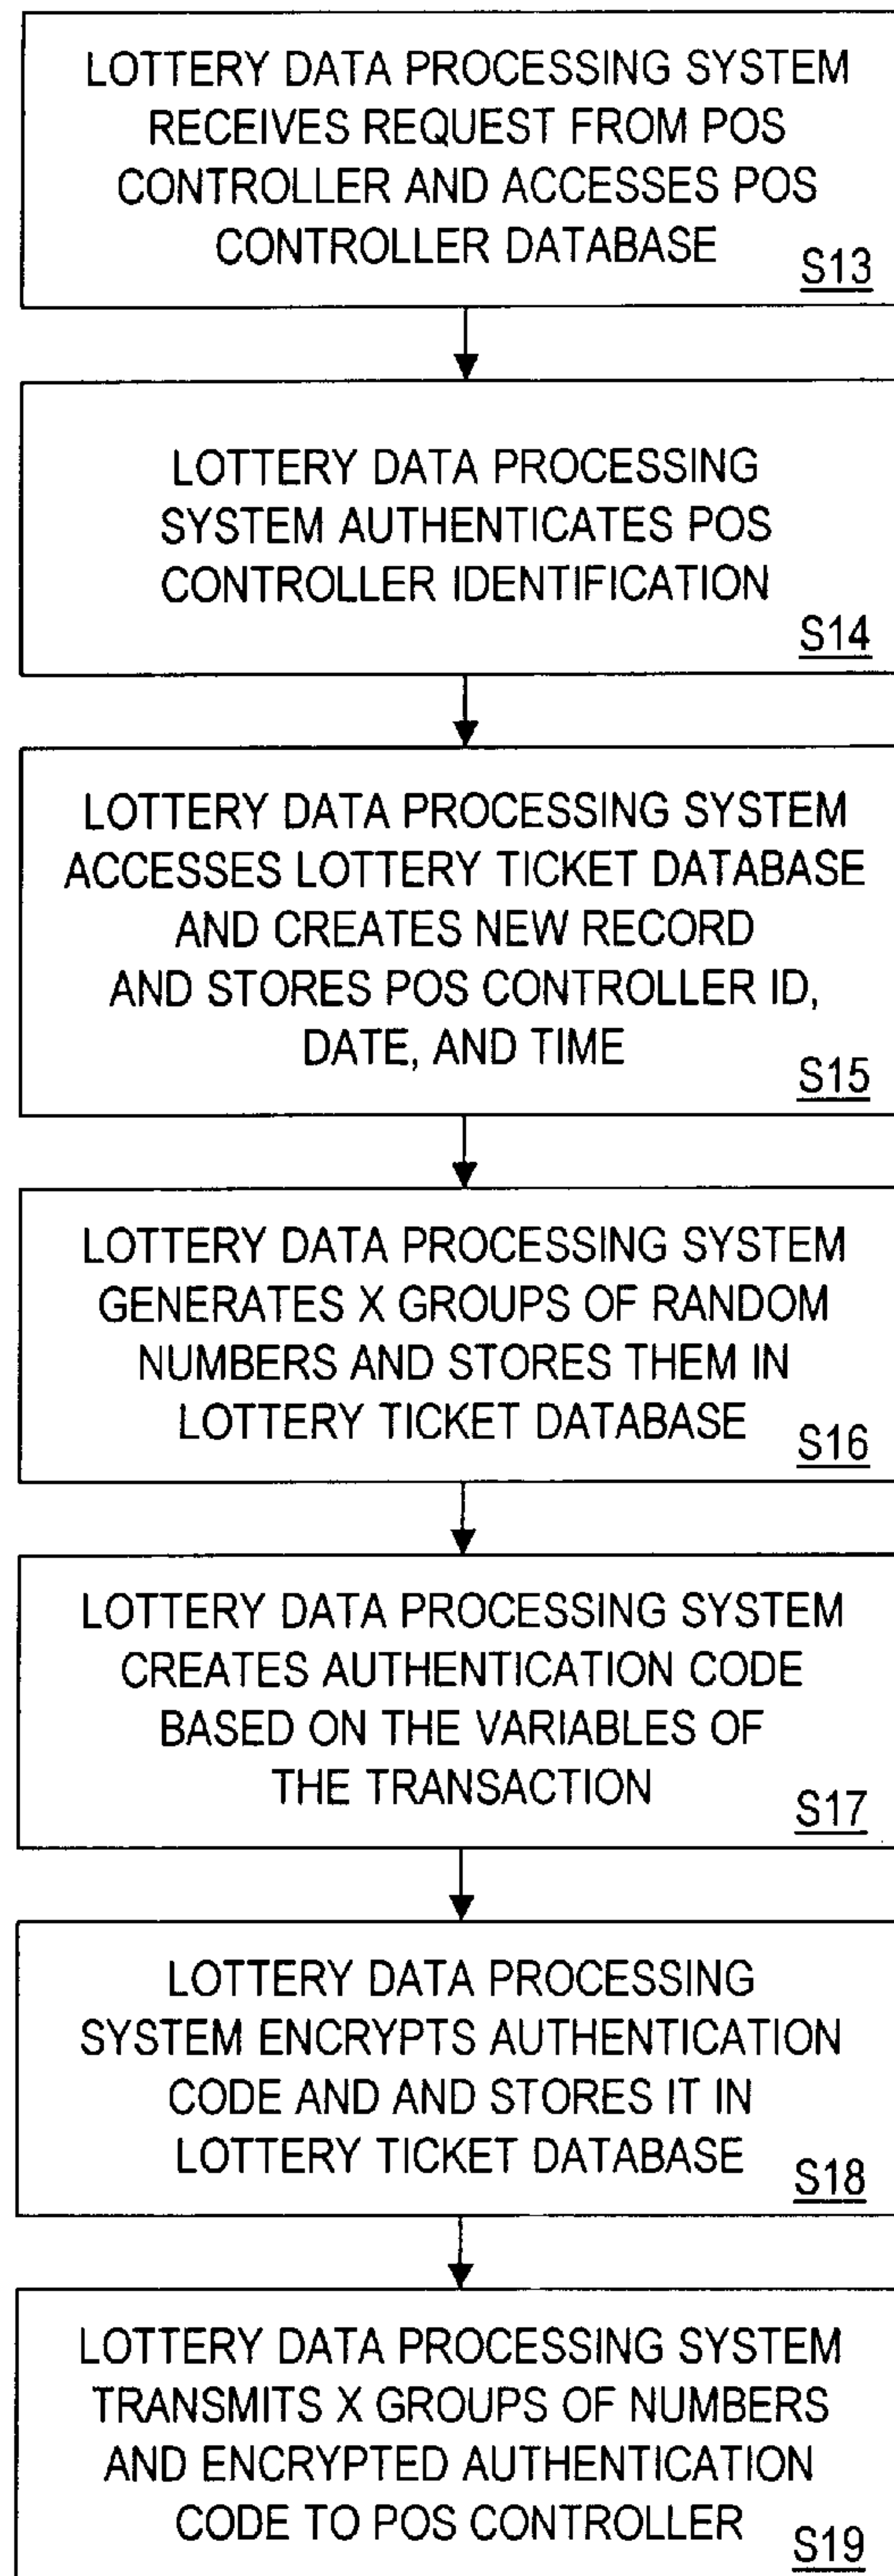 LOTTERY DATA PROCESSING SYSTEM
RECEIVES REQUEST FROM POS
CONTROLLER AND ACCESSES POS
CONTROLLER DATABASE
S13
LOTTERY DATA PROCESSING
SYSTEM AUTHENTICATES POS
CONTROLLER IDENTIFICATION
S14
LOTTERY DATA PROCESSING SYSTEM
ACCESSES LOTTERY TICKET DATABASE
AND CREATES NEW RECORD
AND STORES POS CONTROLLER ID,
DATE, AND TIME
S15
LOTTERY DATA PROCESSING SYSTEM
GENERATES X GROUPS OF RANDOM
NUMBERS AND STORES THEM IN
LOTTERY TICKET DATABASE
S16
LOTTERY DATA PROCESSING SYSTEM
CREATES AUTHENTICATION CODE
BASED ON THE VARIABLES OF
THE TRANSACTION
S17
LOTTERY DATA PROCESSING
SYSTEM ENCRYPTS AUTHENTICATION
CODE AND AND STORES IT IN
LOTTERY TICKET DATABASE
S18
LOTTERY DATA PROCESSING SYSTEM
TRANSMITS X GROUPS OF NUMBERS
AND ENCRYPTED AUTHENTICATION
CODE TO POS CONTROLLER
S19